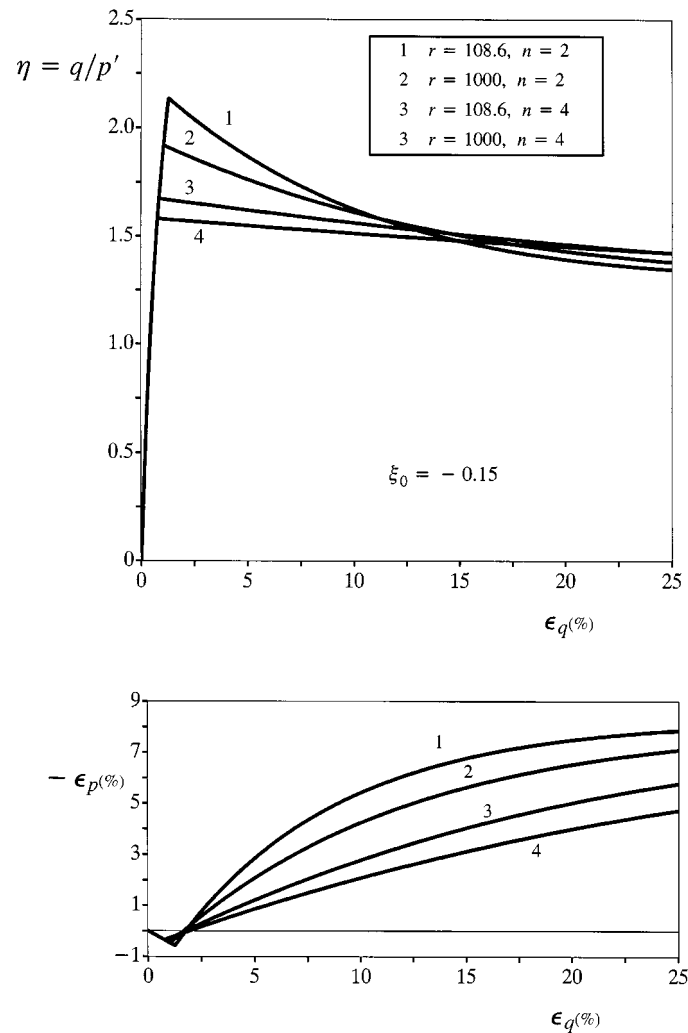 η = q/p′
2.5
2.0
1.5
1.0
0.5
0
1 r = 108.6, n = 2
2 r = 1000, n = 2
3 r = 108.6, n = 4
3 r = 1000, n = 4
1
2
3
4
ξ₀ = − 0.15
0 5 10 15 20 25
ϵq(%)
− ϵp(%)
9
7
5
3
1
−1
1
2
3
4
0 5 10 15 20 25
ϵq(%)